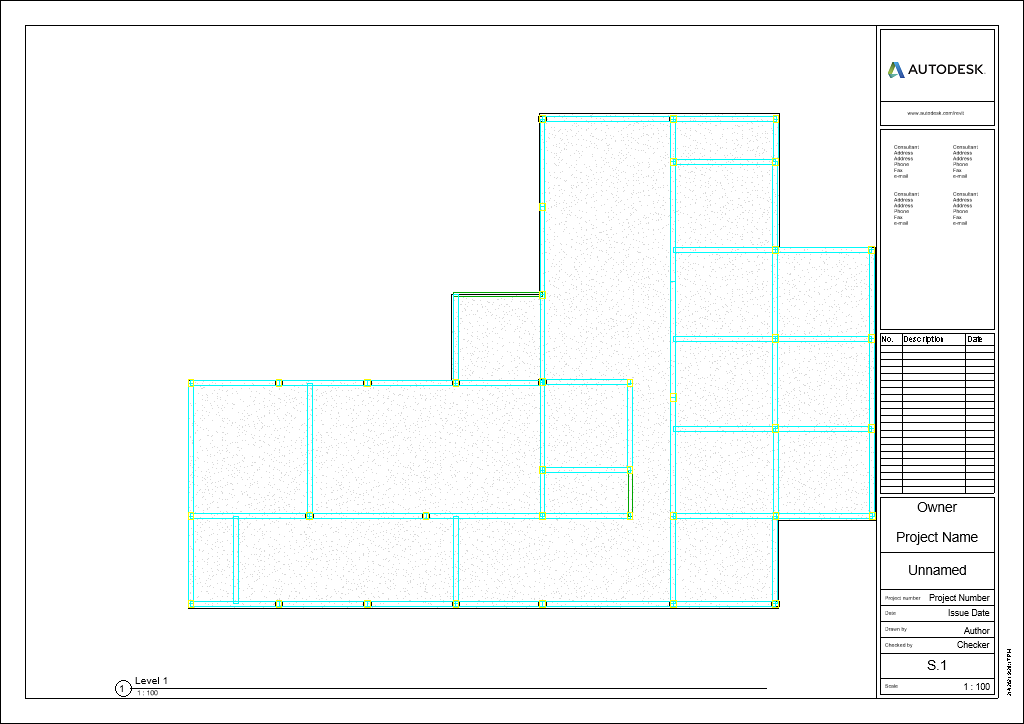 AUTODESK.
www.autodesk.com/revit
Consultant
Address
Address
Phone
Fax
e-mail
Consultant
Address
Address
Phone
Fax
e-mail
Consultant
Address
Address
Phone
Fax
e-mail
Consultant
Address
Address
Phone
Fax
e-mail
No. Description Date
Owner
Project Name
Unnamed
Project number Project Number
Date Issue Date
Drawn by Author
Checked by Checker
S.1
Scale 1 : 100
1 Level 1
1 : 100